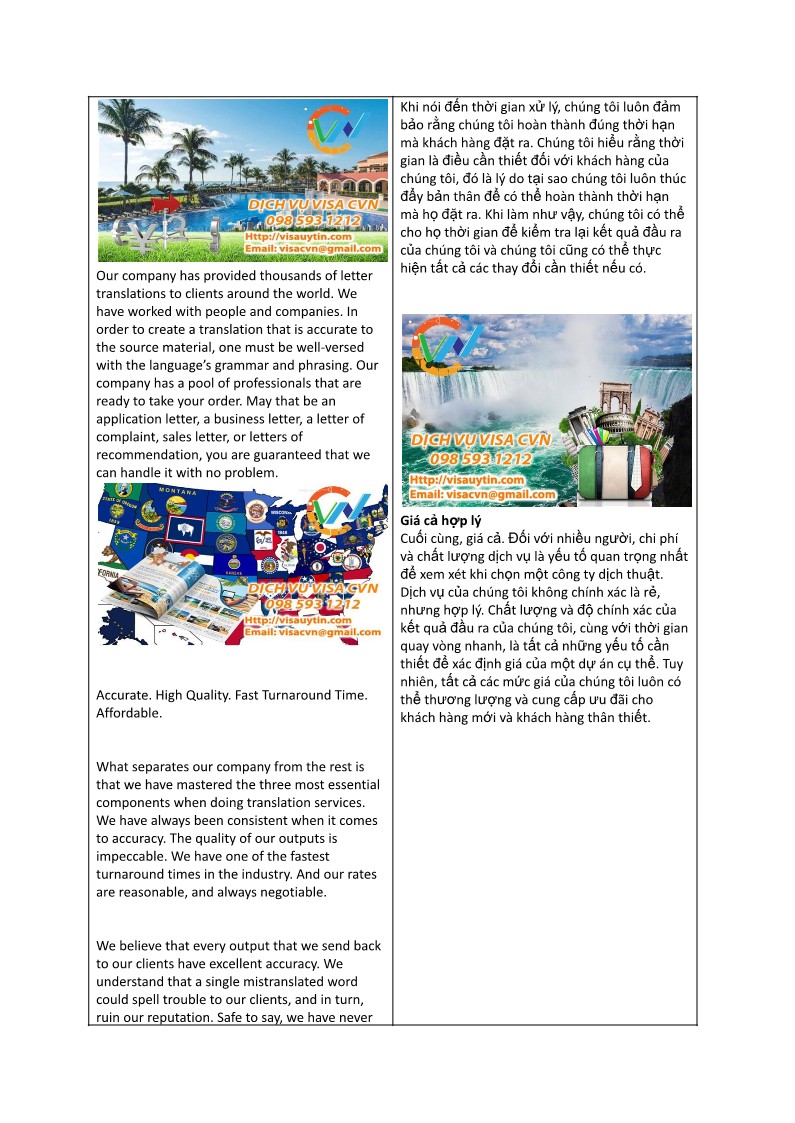 DỊCH VỤ VISA CVN
098 593 1212
Http://visauytin.com
Email: visacvn@gmail.com
Our company has provided thousands of letter
translations to clients around the world. We
have worked with people and companies. In
order to create a translation that is accurate to
the source material, one must be well-versed
with the language’s grammar and phrasing. Our
company has a pool of professionals that are
ready to take your order. May that be an
application letter, a business letter, a letter of
complaint, sales letter, or letters of
recommendation, you are guaranteed that we
can handle it with no problem.
MONTANA
WISCONSIN
1848
KANSAS
DỊCH VỤ VISA CVN
098 593 1212
Http://visauytin.com
Email: visacvn@gmail.com
Accurate. High Quality. Fast Turnaround Time.
Affordable.
What separates our company from the rest is
that we have mastered the three most essential
components when doing translation services.
We have always been consistent when it comes
to accuracy. The quality of our outputs is
impeccable. We have one of the fastest
turnaround times in the industry. And our rates
are reasonable, and always negotiable.
We believe that every output that we send back
to our clients have excellent accuracy. We
understand that a single mistranslated word
could spell trouble to our clients, and in turn,
ruin our reputation. Safe to say, we have never
Khi nói đến thời gian xử lý, chúng tôi luôn đảm
bảo rằng chúng tôi hoàn thành đúng thời hạn
mà khách hàng đặt ra. Chúng tôi hiểu rằng thời
gian là điều cần thiết đối với khách hàng của
chúng tôi, đó là lý do tại sao chúng tôi luôn thúc
đẩy bản thân để có thể hoàn thành thời hạn
mà họ đặt ra. Khi làm như vậy, chúng tôi có thể
cho họ thời gian để kiểm tra lại kết quả đầu ra
của chúng tôi và chúng tôi cũng có thể thực
hiện tất cả các thay đổi cần thiết nếu có.
DỊCH VỤ VISA CVN
098 593 1212
Http://visauytin.com
Email: visacvn@gmail.com
Giá cả hợp lý
Cuối cùng, giá cả. Đối với nhiều người, chi phí
và chất lượng dịch vụ là yếu tố quan trọng nhất
để xem xét khi chọn một công ty dịch thuật.
Dịch vụ của chúng tôi không chính xác là rẻ,
nhưng hợp lý. Chất lượng và độ chính xác của
kết quả đầu ra của chúng tôi, cùng với thời gian
quay vòng nhanh, là tất cả những yếu tố cần
thiết để xác định giá của một dự án cụ thể. Tuy
nhiên, tất cả các mức giá của chúng tôi luôn có
thể thương lượng và cung cấp ưu đãi cho
khách hàng mới và khách hàng thân thiết.